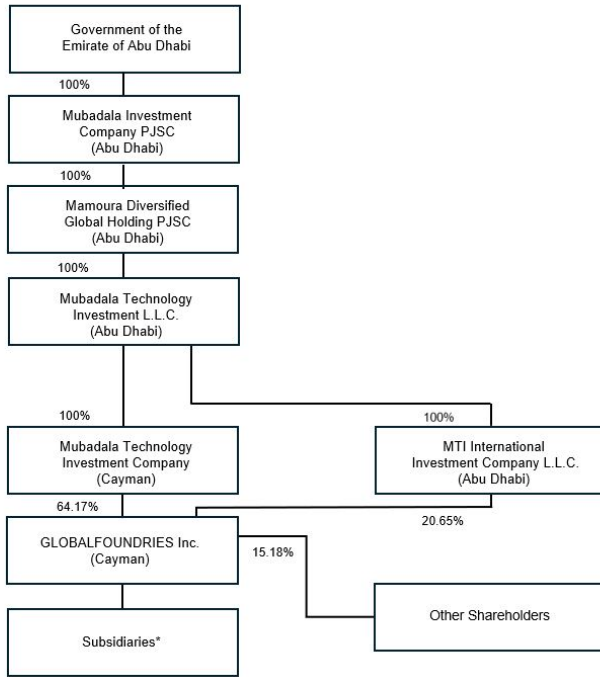 Government of the
Emirate of Abu Dhabi
100%
Mubadala Investment
Company PJSC
(Abu Dhabi)
100%
Mamoura Diversified
Global Holding PJSC
(Abu Dhabi)
100%
Mubadala Technology
Investment L.L.C.
(Abu Dhabi)
100%
100%
Mubadala Technology
Investment Company
(Cayman)
MTI International
Investment Company L.L.C.
(Abu Dhabi)
64.17%
20.65%
GLOBALFOUNDRIES Inc.
(Cayman)
15.18%
Other Shareholders
Subsidiaries*